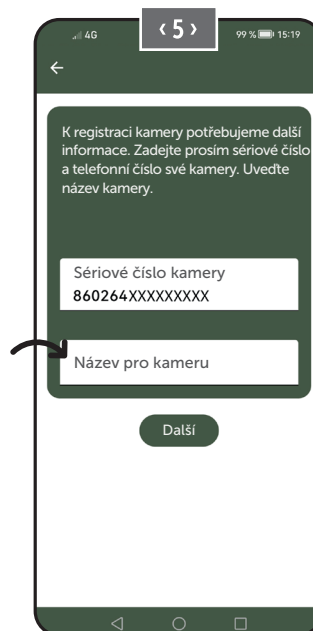 4G
‹ 5 ›
99 % 15:19
K registraci kamery potřebujeme další
informace. Zadejte prosím sériové číslo
a telefonní číslo své kamery. Uveďte
název kamery.
Sériové číslo kamery
860264XXXXXXXXX
Název pro kameru
Další